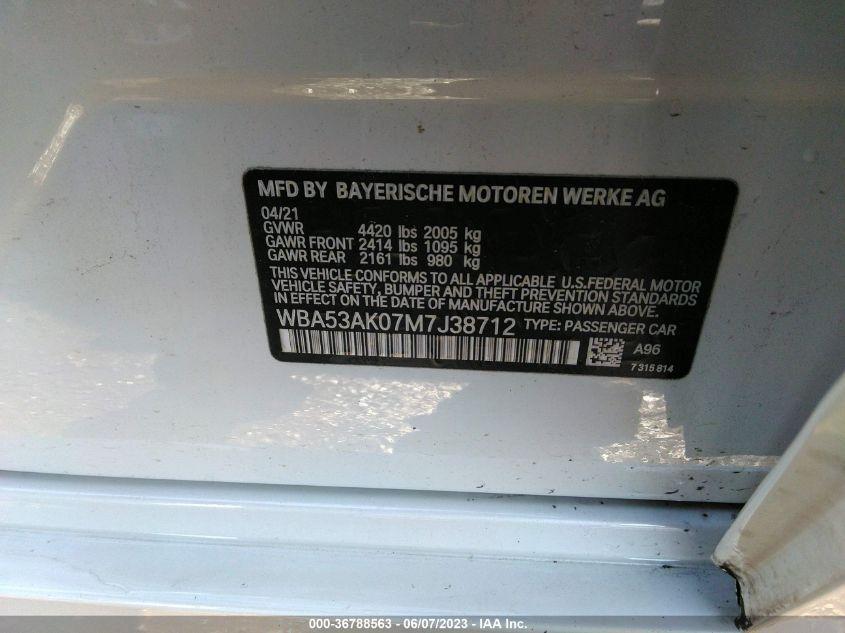 MFD BY BAYERISCHE MOTOREN WERKE AG
04/21
GVWR 4420 lbs 2005 kg
GAWR FRONT 2414 lbs 1095 kg
GAWR REAR 2161 lbs 980 kg
THIS VEHICLE CONFORMS TO ALL APPLICABLE U.S.FEDERAL MOTOR
VEHICLE SAFETY, BUMPER AND THEFT PREVENTION STANDARDS
IN EFFECT ON THE DATE OF MANUFACTURE SHOWN ABOVE.
WBA53AK07M7J38712 TYPE: PASSENGER CAR
A96
7315814
000-36788563 - 06/07/2023 - IAA Inc.